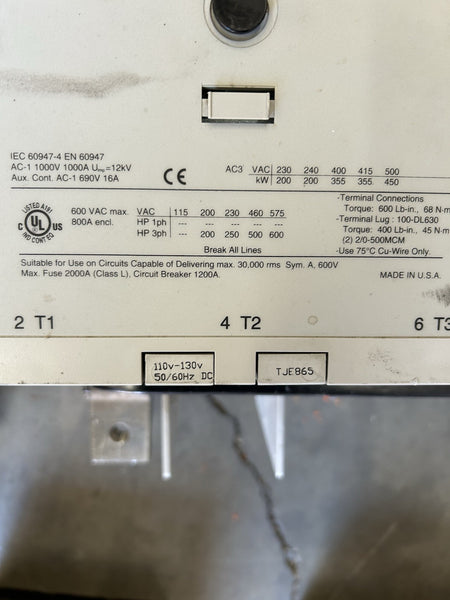 IEC 60947-4 EN 60947
AC-1 1000V 1000A Uimp=12kV
Aux. Cont. AC-1 690V 16A
CE
AC3 VAC 230 240 400 415 500
kW 200 200 355 355 450
LISTED A181
C UL US
IND CONT EQ
600 VAC max.
800A encl.
VAC 115 200 230 460 575
HP 1ph --- --- --- --- ---
HP 3ph --- 200 250 500 600
Break All Lines
-Terminal Connections
Torque: 600 Lb-in., 68 N-m
-Terminal Lug: 100-DL630
Torque: 400 Lb-in., 45 N-m
(2) 2/0-500MCM
-Use 75°C Cu-Wire Only.
Suitable for Use on Circuits Capable of Delivering max. 30,000 rms Sym. A, 600V
Max. Fuse 2000A (Class L), Circuit Breaker 1200A.
MADE IN U.S.A.
2 T1 4 T2 6 T3
110v-130v
50/60Hz DC
TJE865